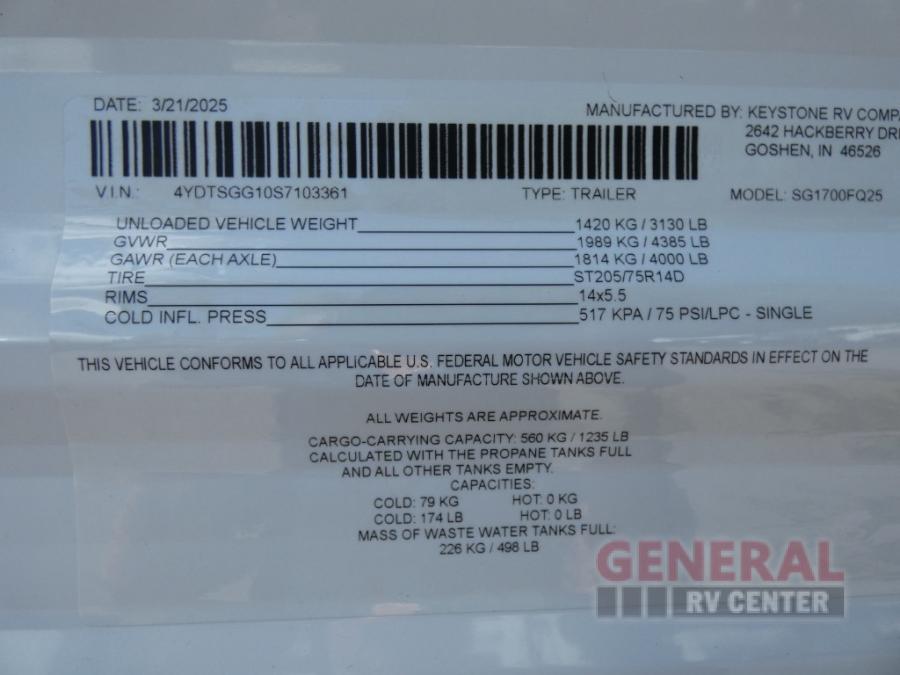 DATE: 3/21/2025
MANUFACTURED BY: KEYSTONE RV COMPA
2642 HACKBERRY DRI
GOSHEN, IN 46526
V.I.N.: 4YDTSGG10S7103361 TYPE: TRAILER MODEL: SG1700FQ25
UNLOADED VEHICLE WEIGHT 1420 KG / 3130 LB
GVWR 1989 KG / 4385 LB
GAWR (EACH AXLE) 1814 KG / 4000 LB
TIRE ST205/75R14D
RIMS 14x5.5
COLD INFL. PRESS 517 KPA / 75 PSI/LPC - SINGLE
THIS VEHICLE CONFORMS TO ALL APPLICABLE U.S. FEDERAL MOTOR VEHICLE SAFETY STANDARDS IN EFFECT ON THE
DATE OF MANUFACTURE SHOWN ABOVE.
ALL WEIGHTS ARE APPROXIMATE.
CARGO-CARRYING CAPACITY: 560 KG / 1235 LB
CALCULATED WITH THE PROPANE TANKS FULL
AND ALL OTHER TANKS EMPTY.
CAPACITIES:
COLD: 79 KG HOT: 0 KG
COLD: 174 LB HOT: 0 LB
MASS OF WASTE WATER TANKS FULL:
226 KG / 498 LB
GENERAL
RV CENTER